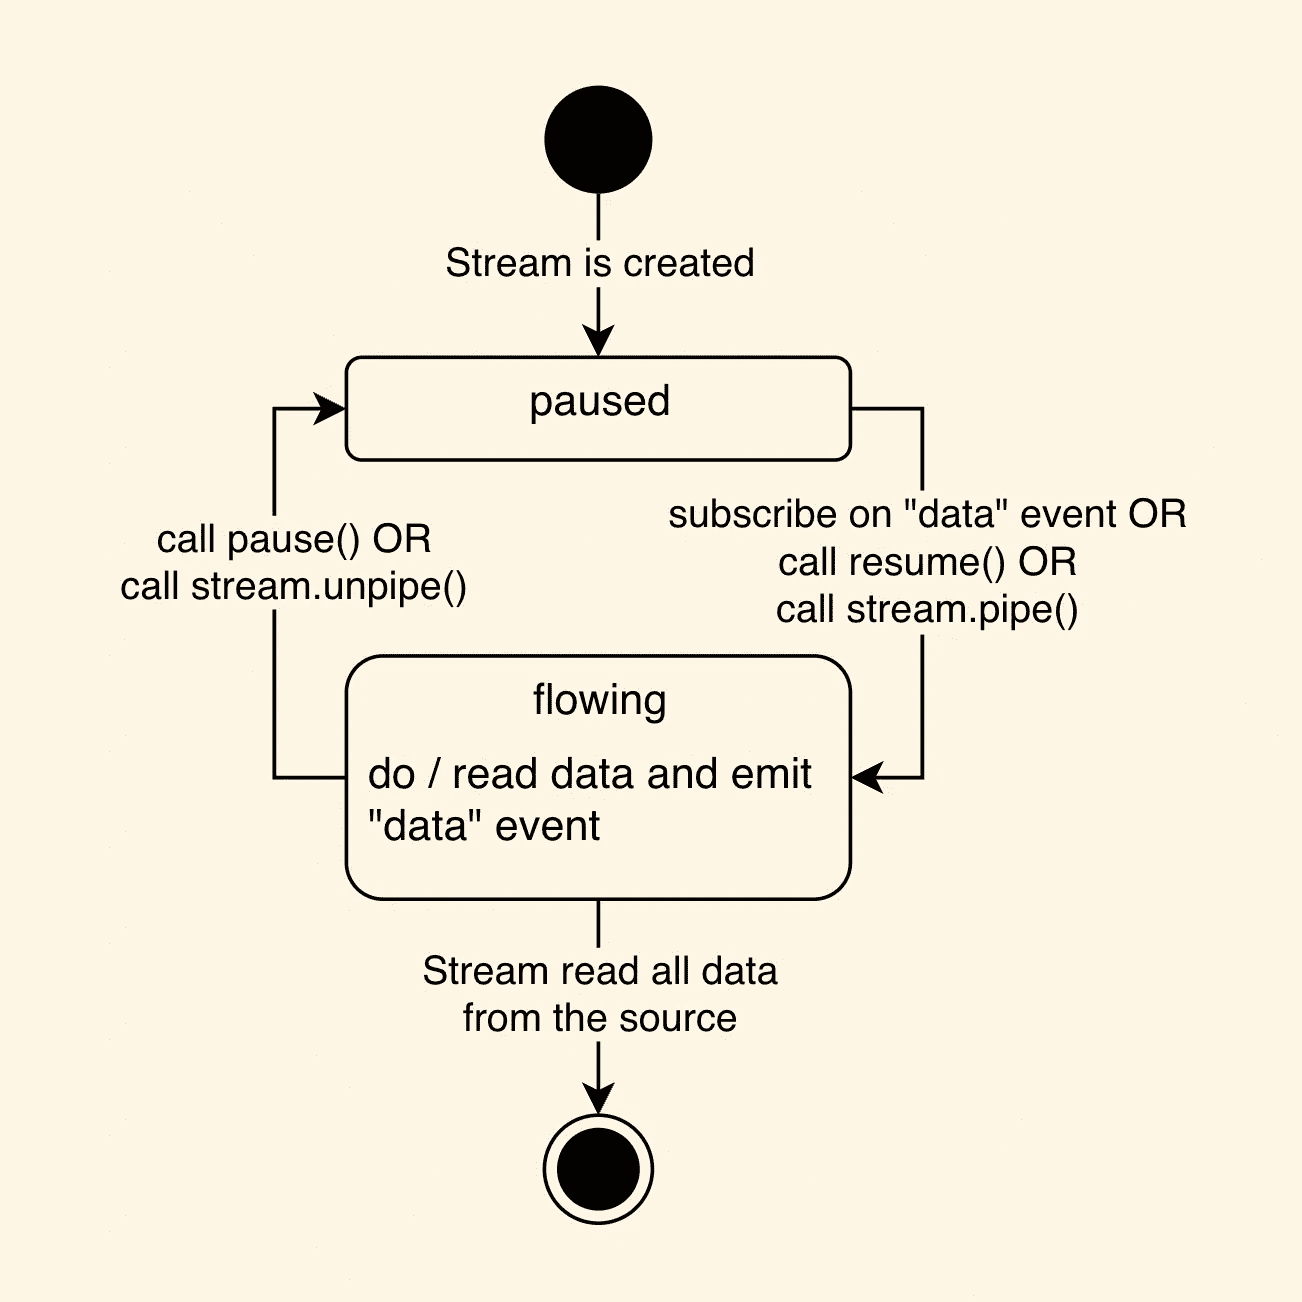 Stream is created
paused
subscribe on "data" event OR
call resume() OR
call stream.pipe()
call pause() OR
call stream.unpipe()
flowing
do / read data and emit
"data" event
Stream read all data
from the source